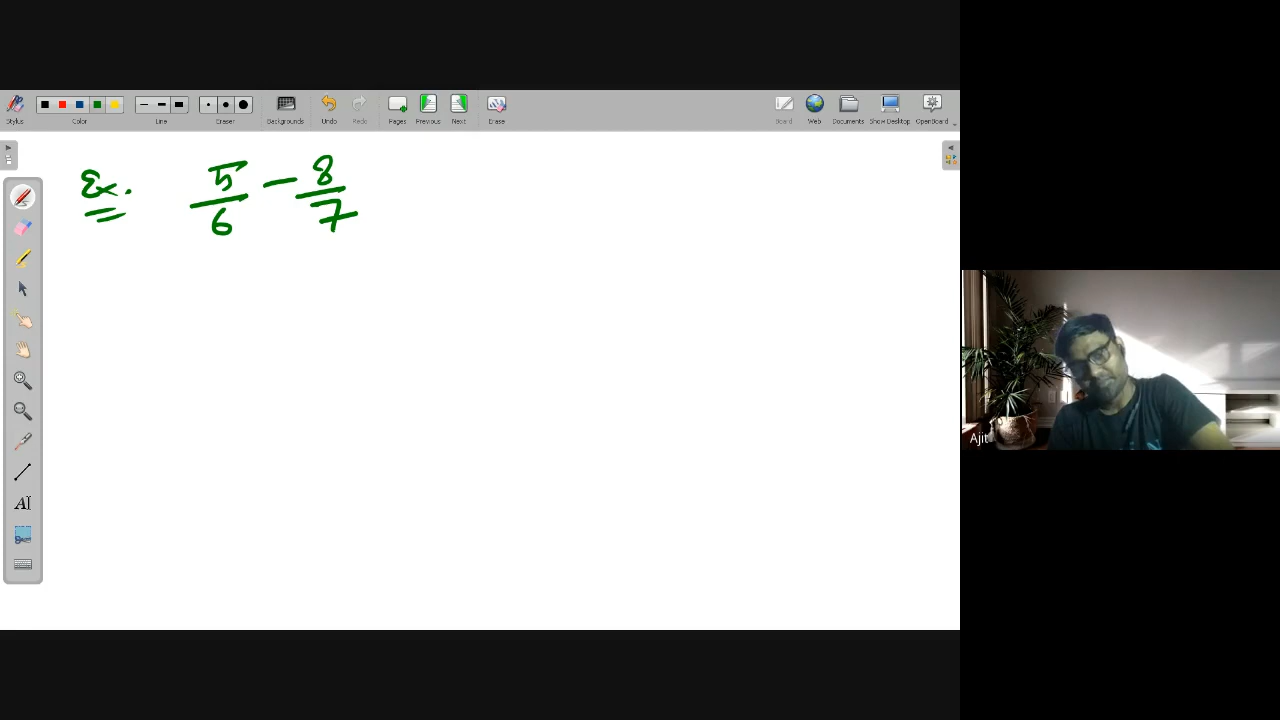 Stylus Color Line Eraser Backgrounds Undo Redo Pages Previous Next Erase Board Web Documents Show Desktop OpenBoard
Ex. 5/6 - 8/7
AI
Ajit